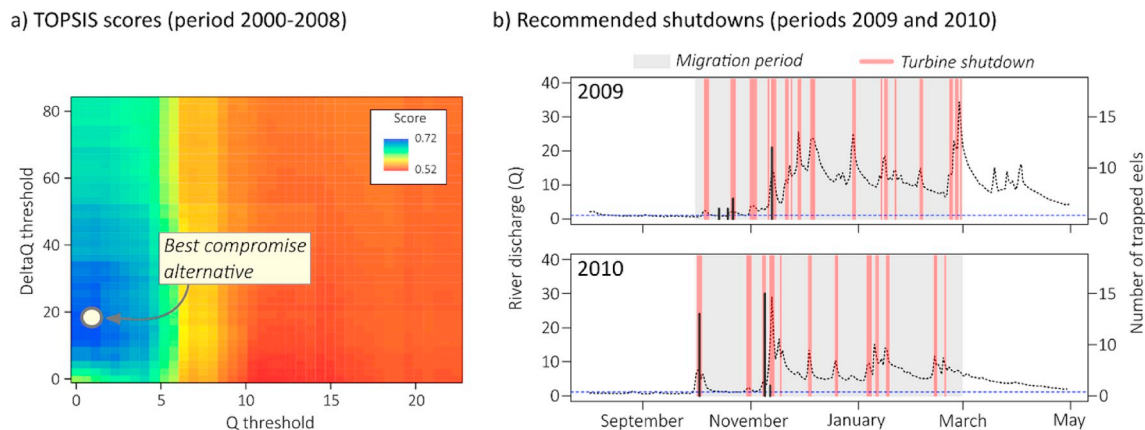 a) TOPSIS scores (period 2000-2008)
b) Recommended shutdowns (periods 2009 and 2010)
Migration period
Turbine shutdown
DeltaQ threshold
80
60
40
20
0
0
5
10
15
20
Q threshold
Score
0.72
0.52
Best compromise
alternative
River discharge (Q)
Number of trapped eels
2009
40
30
20
10
0
15
10
5
0
2010
40
30
20
10
0
15
10
5
0
September
November
January
March
May